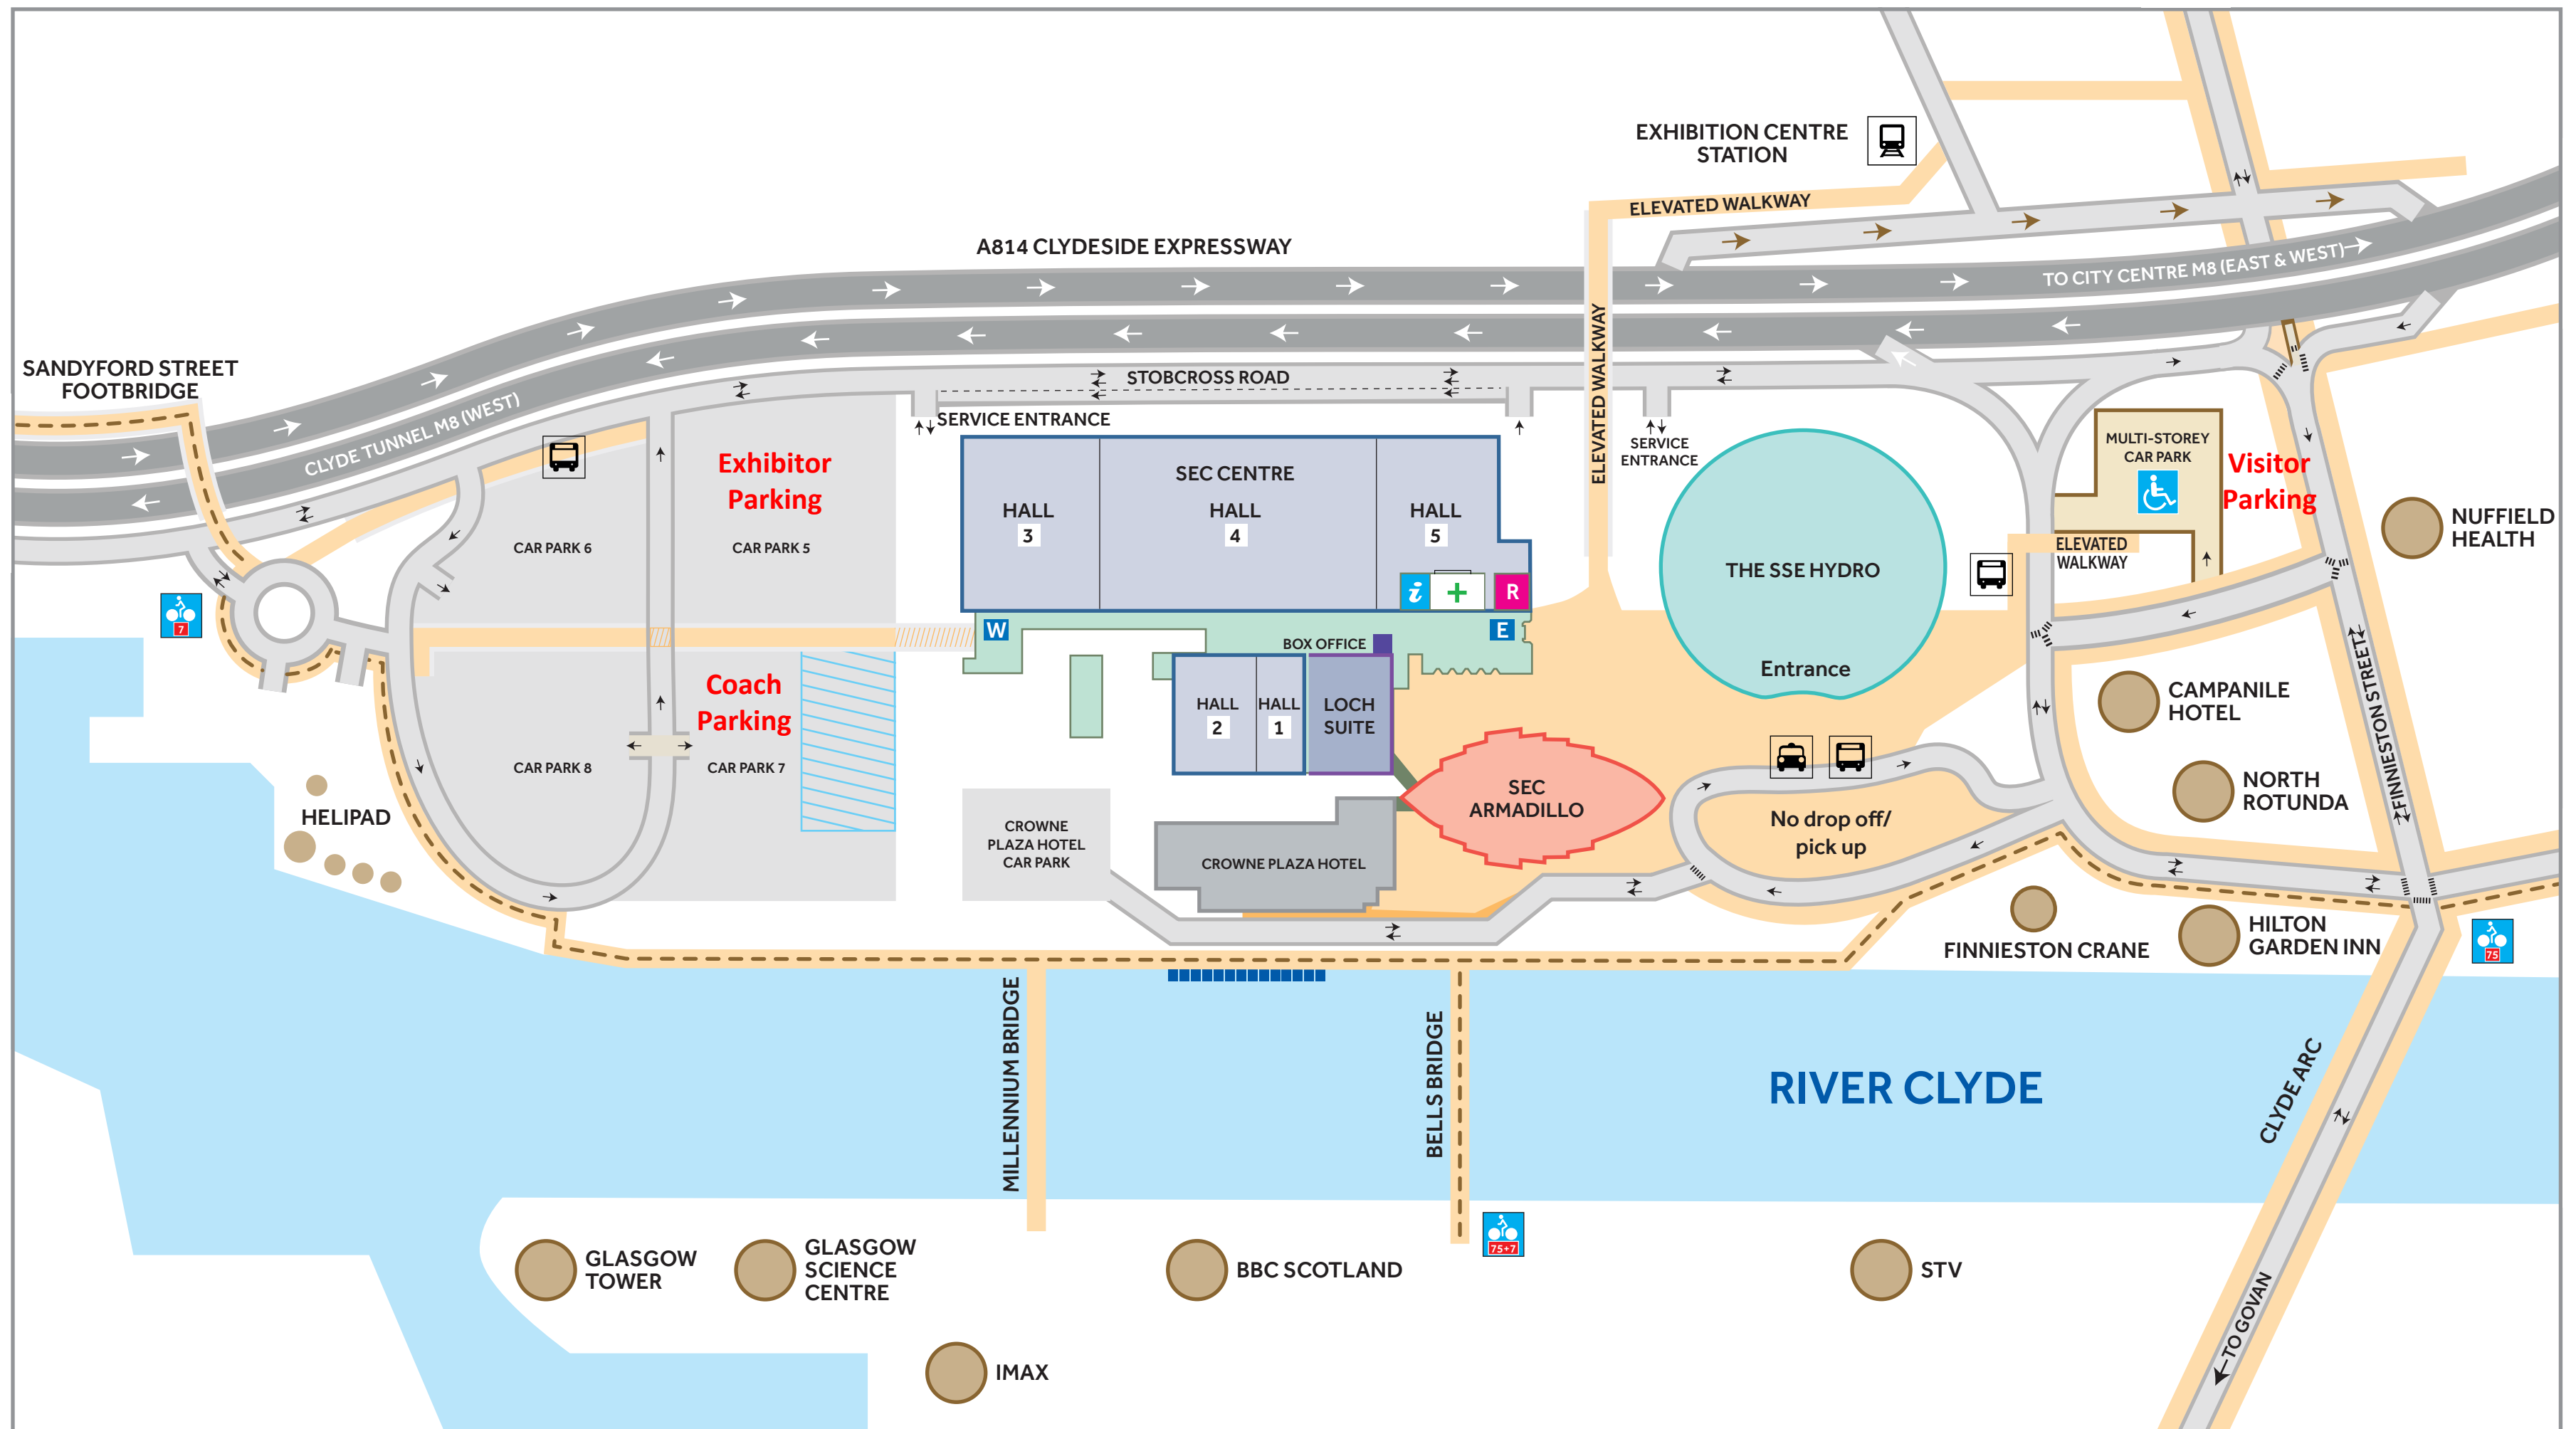 EXHIBITION CENTRE
STATION
ELEVATED WALKWAY
A814 CLYDESIDE EXPRESSWAY
TO CITY CENTRE M8 (EAST & WEST)
ELEVATED WALKWAY
SANDYFORD STREET
FOOTBRIDGE
CLYDE TUNNEL M8 (WEST)
STOBCROSS ROAD
SERVICE ENTRANCE
SERVICE
ENTRANCE
MULTI-STOREY
CAR PARK
Visitor
Parking
Exhibitor
Parking
CAR PARK 6
CAR PARK 5
SEC CENTRE
HALL
3
HALL
4
HALL
5
i
R
W
E
BOX OFFICE
THE SSE HYDRO
Entrance
ELEVATED
WALKWAY
NUFFIELD
HEALTH
7
Coach
Parking
CAR PARK 8
CAR PARK 7
HALL
2
HALL
1
LOCH
SUITE
SEC
ARMADILLO
CAMPANILE
HOTEL
FINNIESTON STREET
FINNIESTON
NORTH
ROTUNDA
HELIPAD
CROWNE
PLAZA HOTEL
CAR PARK
CROWNE PLAZA HOTEL
No drop off/
pick up
FINNIESTON CRANE
HILTON
GARDEN INN
75
MILLENNIUM BRIDGE
BELLS BRIDGE
RIVER CLYDE
CLYDE ARC
75+7
GLASGOW
TOWER
GLASGOW
SCIENCE
CENTRE
BBC SCOTLAND
STV
IMAX
TO GOVAN